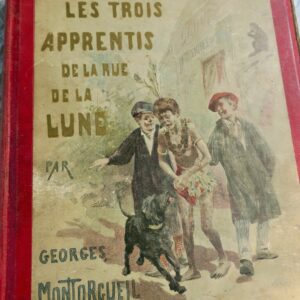 LES TROIS
APPRENTIS
DE LA RUE
DE LA
LUNE
PAR
GEORGES
MONTORGUEIL